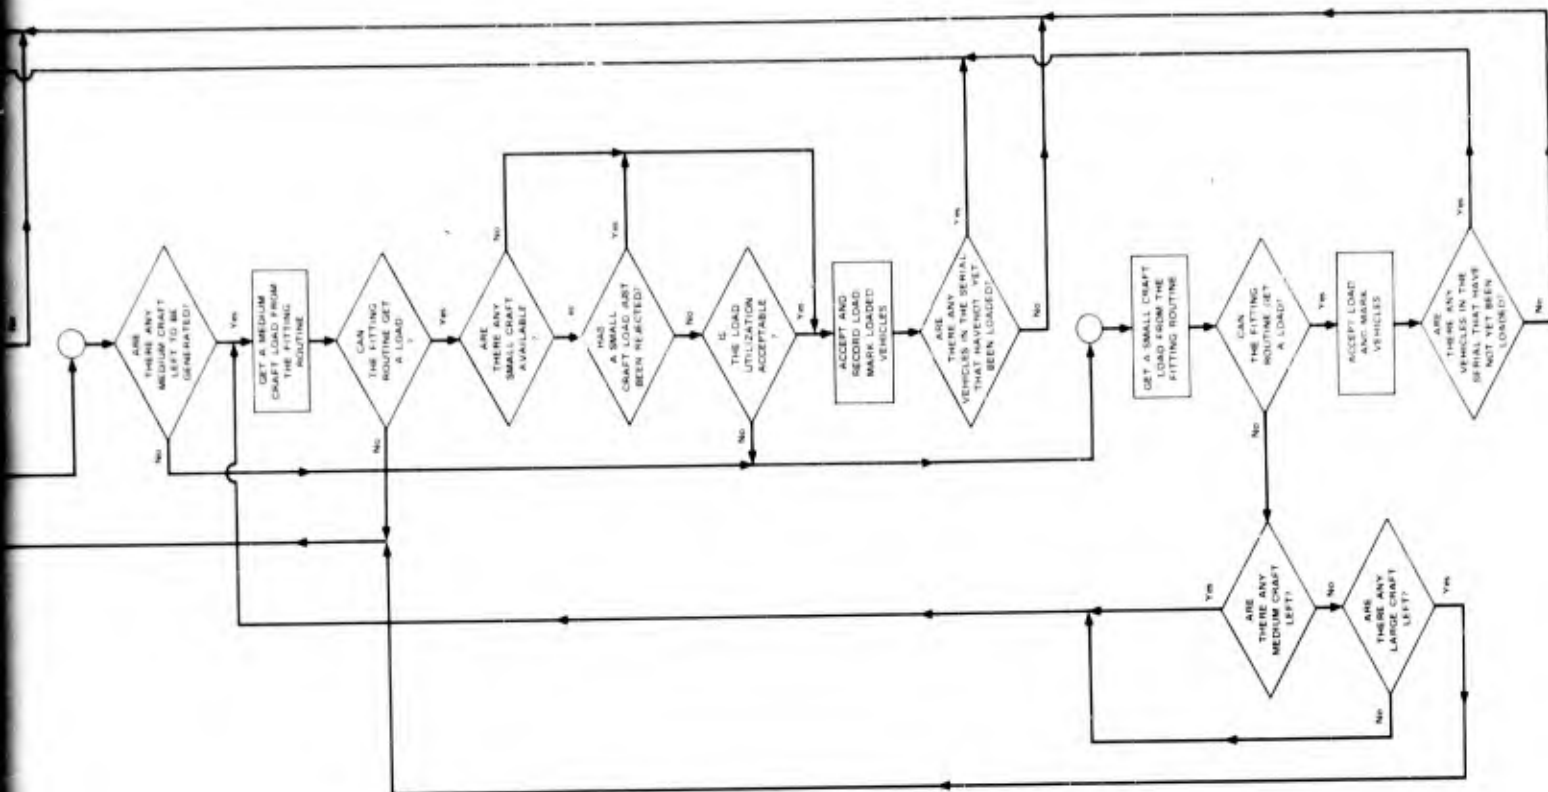 No
ARE
THERE ANY
MEDIUM CRAFT
LEFT TO BE
GENERATED?
No
Yes
GET A MEDIUM
CRAFT LOAD FROM
THE FITTING
ROUTINE
CAN
THE FITTING
ROUTINE GET
A LOAD
?
No
Yes
ARE
THERE ANY
SMALL CRAFT
AVAILABLE
?
No
HAS
A SMALL
CRAFT LOAD JUST
BEEN REJECTED?
Yes
No
IS
THE LOAD
UTILIZATION
ACCEPTABLE
?
No
Yes
ACCEPT AND
RECORD LOAD:
MARK LOADED
VEHICLES
ARE
THERE ANY
VEHICLES IN THE SERIAL
THAT HAVE NOT YET
BEEN LOADED?
Yes
No
GET A SMALL CRAFT
LOAD FROM THE
FITTING ROUTINE
CAN
THE FITTING
ROUTINE GET
A LOAD?
No
Yes
ACCEPT LOAD
AND MARK
VEHICLES
ARE
THERE ANY
VEHICLES IN THE
SERIAL THAT HAVE
NOT YET BEEN
LOADED?
Yes
No
ARE
THERE ANY
MEDIUM CRAFT
LEFT?
Yes
No
ARE
THERE ANY
LARGE CRAFT
LEFT?
No
Yes